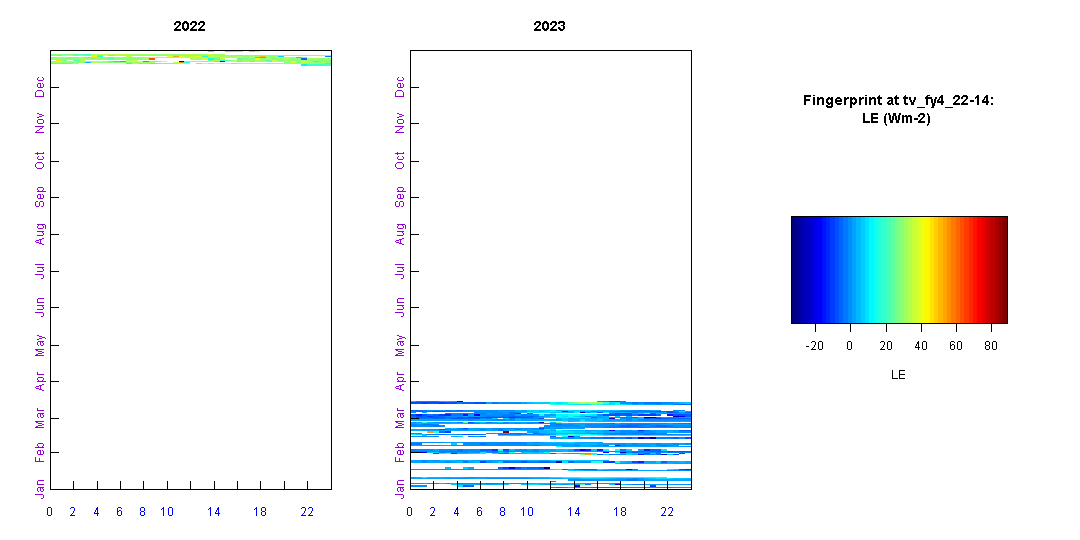 2022
2023
Dec
Nov
Oct
Sep
Aug
Jul
Jun
May
Apr
Mar
Feb
Jan
0 2 4 6 8 10 14 18 22
Dec
Nov
Oct
Sep
Aug
Jul
Jun
May
Apr
Mar
Feb
Jan
0 2 4 6 8 10 14 18 22
Fingerprint at tv_fy4_22-14:
LE (Wm-2)
-20 0 20 40 60 80
LE